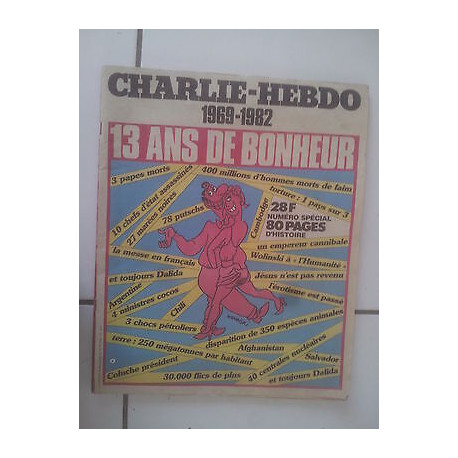 CHARLIE-HEBDO
1969-1982
13 ANS DE BONHEUR
3 papes morts
400 millions d'hommes morts de faim
10 chefs d'état assassinés
torture : 1 pays sur 3
27 marées noires
78 putschs
Cambodge
28F
NUMÉRO SPÉCIAL
80 PAGES
D'HISTOIRE
un empereur cannibale
la messe en français
Wolinski à « l'Humanité »
et toujours Dalida
Jésus n'est pas revenu
Argentine
l'érotisme est passé
4 ministres cocos
Chili
3 chocs pétroliers
disparition de 350 espèces animales
terre : 250 mégatonnes par habitant
Afghanistan
40 centrales nucléaires
Salvador
Coluche président
30.000 flics de plus
et toujours Dalida